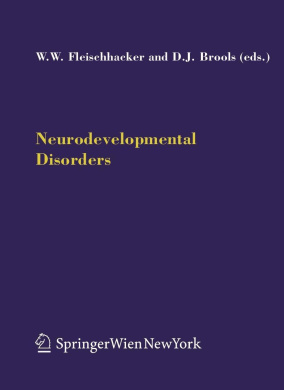 W.W. Fleischhacker and D.J. Brools (eds.)
Neurodevelopmental
Disorders
SpringerWienNewYork